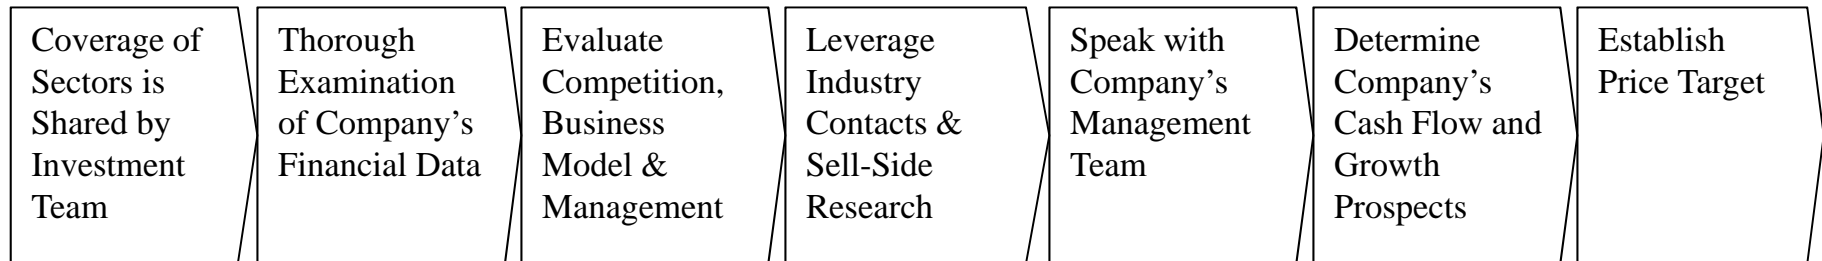 Coverage of
Sectors is
Shared by
Investment
Team
Thorough
Examination
of Company’s
Financial Data
Evaluate
Competition,
Business
Model &
Management
Leverage
Industry
Contacts &
Sell-Side
Research
Speak with
Company’s
Management
Team
Determine
Company’s
Cash Flow and
Growth
Prospects
Establish
Price Target